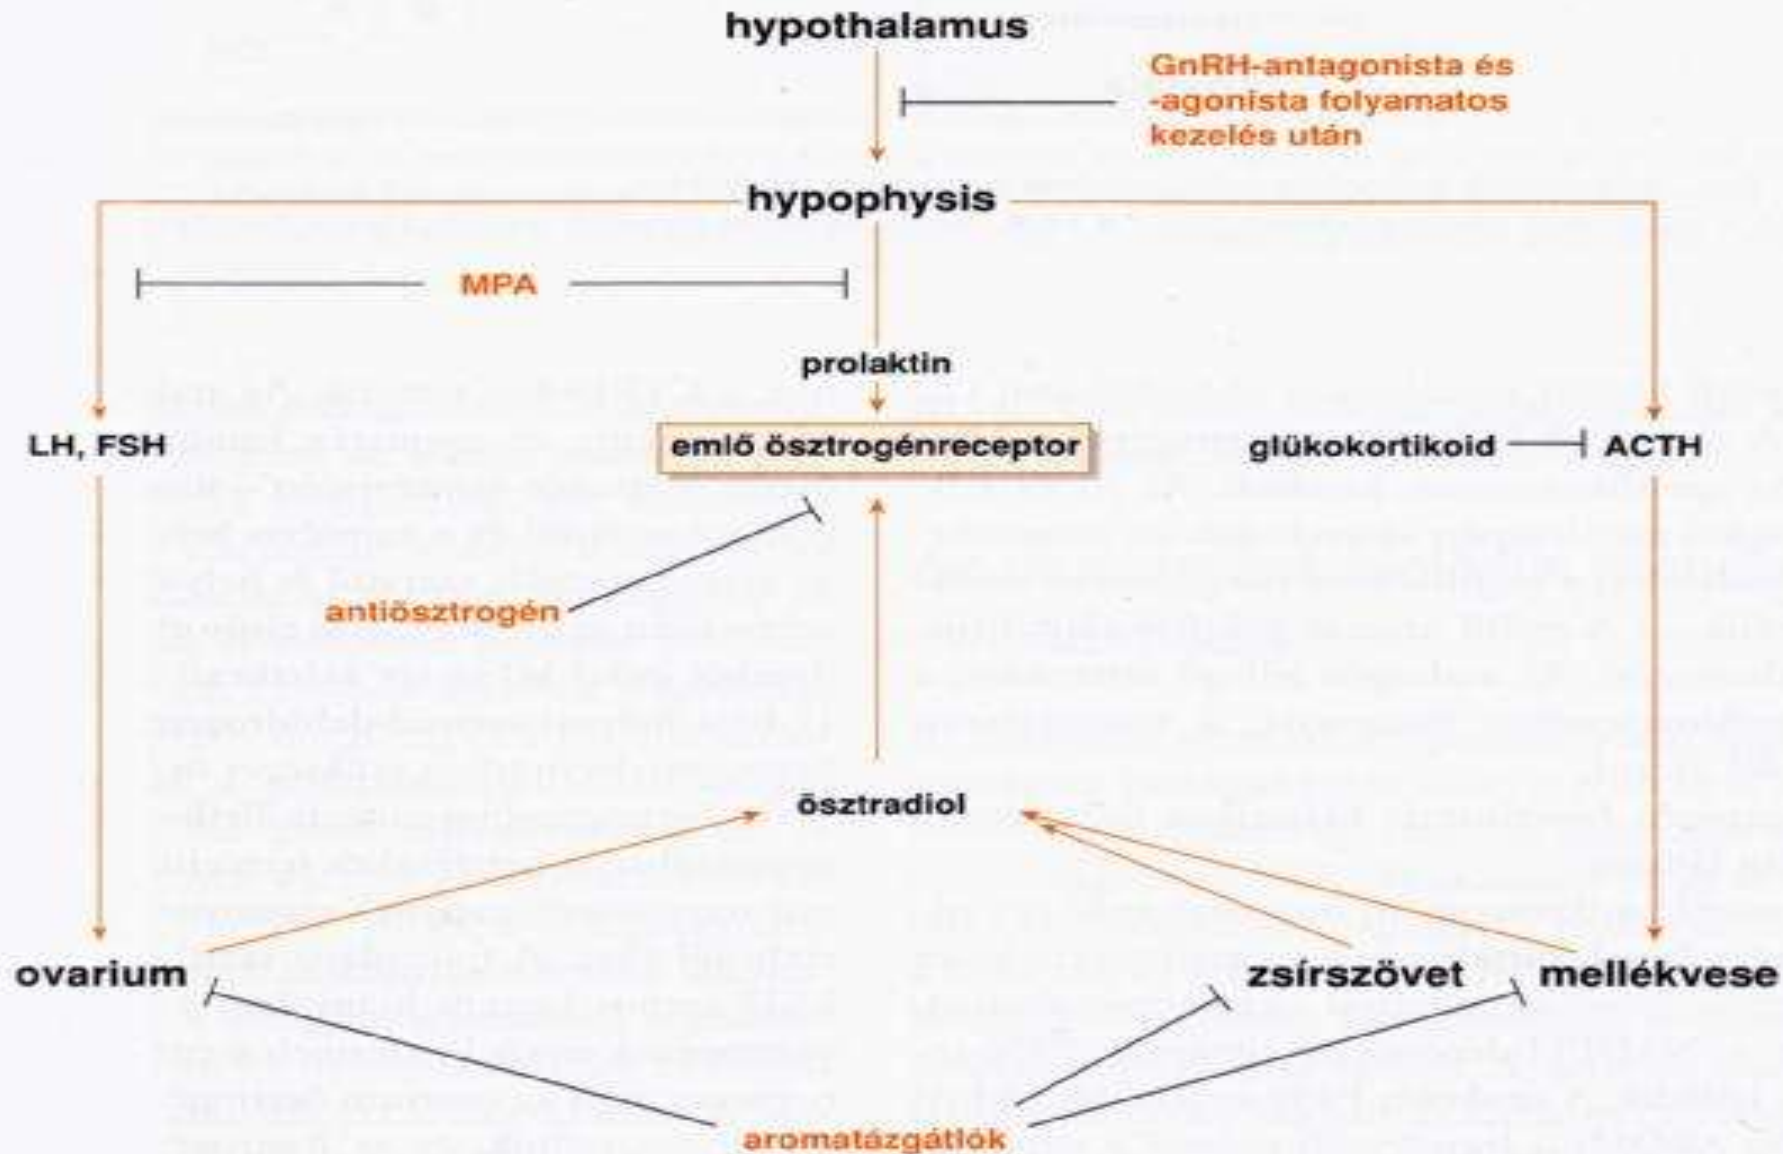 hypothalamus
GnRH-antagonista és
-agonista folyamatos
kezelés után
hypophysis
MPA
prolaktin
LH, FSH
emlő ösztrogénreceptor
glükokortikoid
ACTH
antiösztrogén
ösztradiol
ovarium
zsírszövet
mellékvese
aromatázgátlók